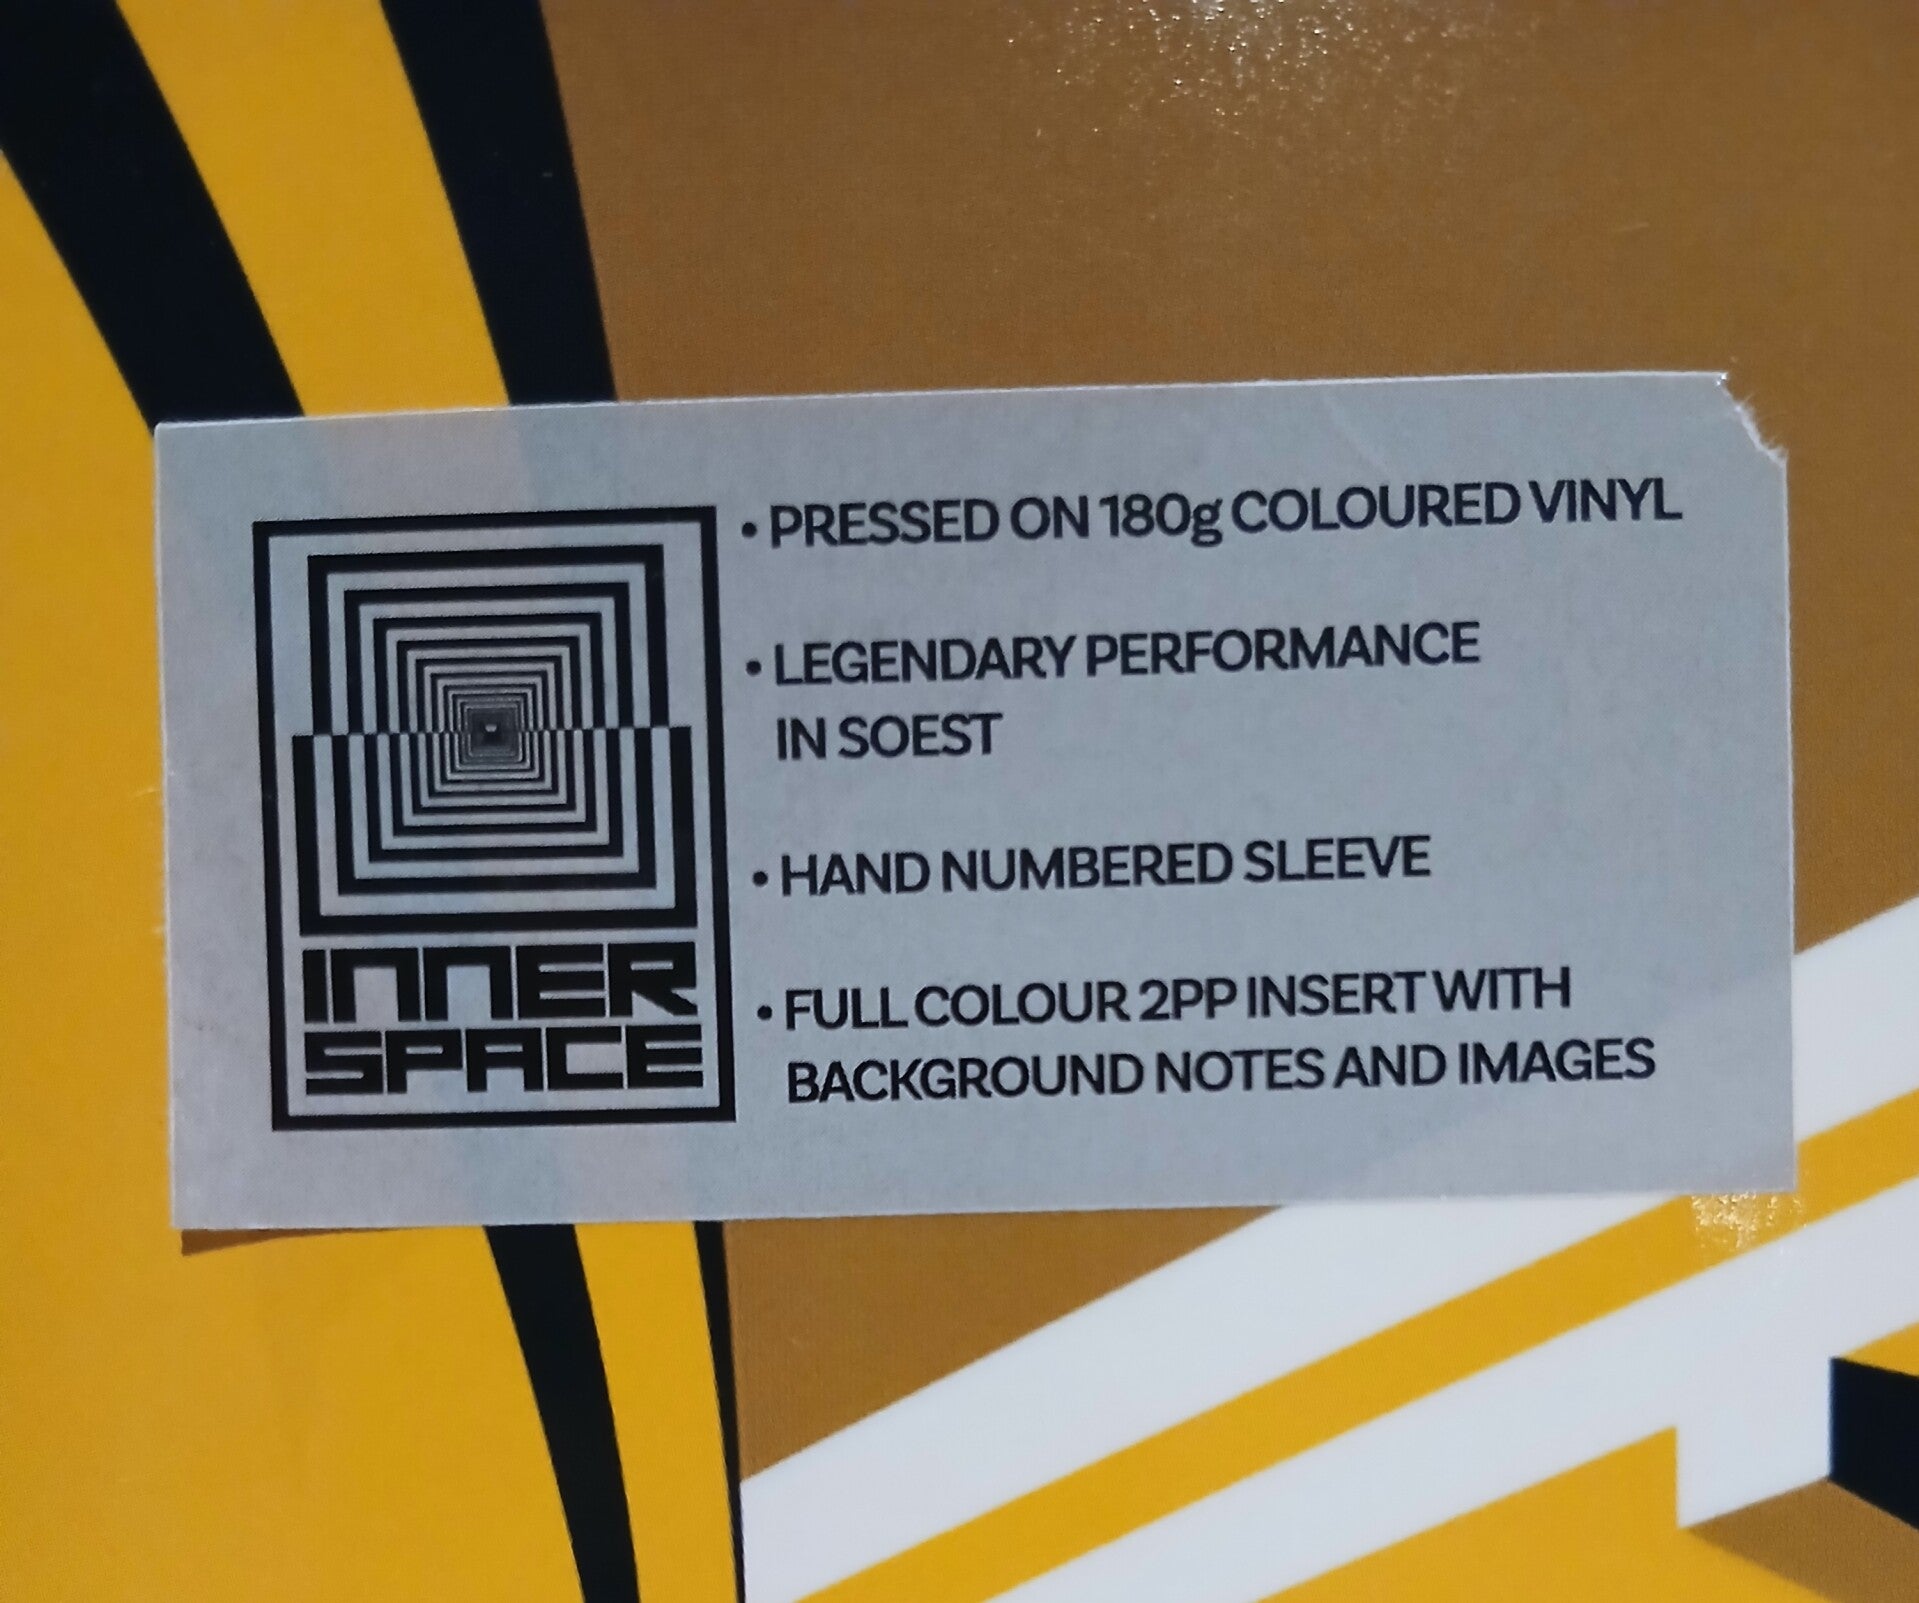 • PRESSED ON 180g COLOURED VINYL
• LEGENDARY PERFORMANCE
IN SOEST
• HAND NUMBERED SLEEVE
• FULL COLOUR 2PP INSERT WITH
BACKGROUND NOTES AND IMAGES
INNER
SPACE